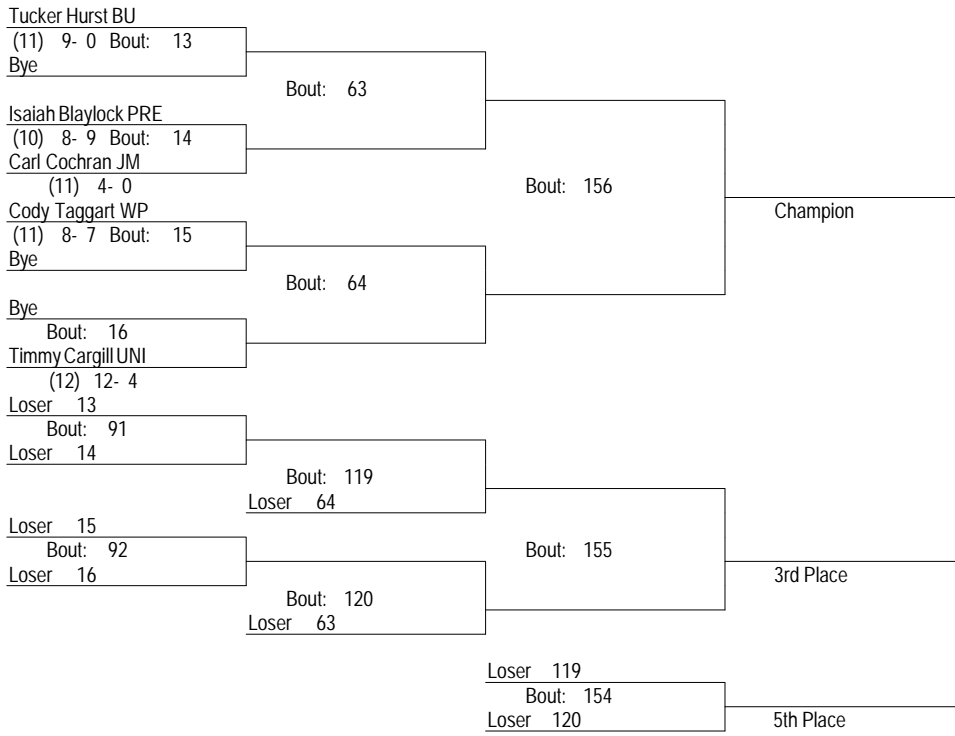 Tucker Hurst BU
(11) 9- 0 Bout: 13
Bye
Bout: 63
Isaiah Blaylock PRE
(10) 8- 9 Bout: 14
Carl Cochran JM
(11) 4- 0
Bout: 156
Cody Taggart WP
Champion
(11) 8- 7 Bout: 15
Bye
Bout: 64
Bye
Bout: 16
Timmy Cargill UNI
(12) 12- 4
Loser 13
Bout: 91
Loser 14
Bout: 119
Loser 64
Loser 15
Bout: 92
Bout: 155
Loser 16
3rd Place
Bout: 120
Loser 63
Loser 119
Bout: 154
Loser 120
5th Place